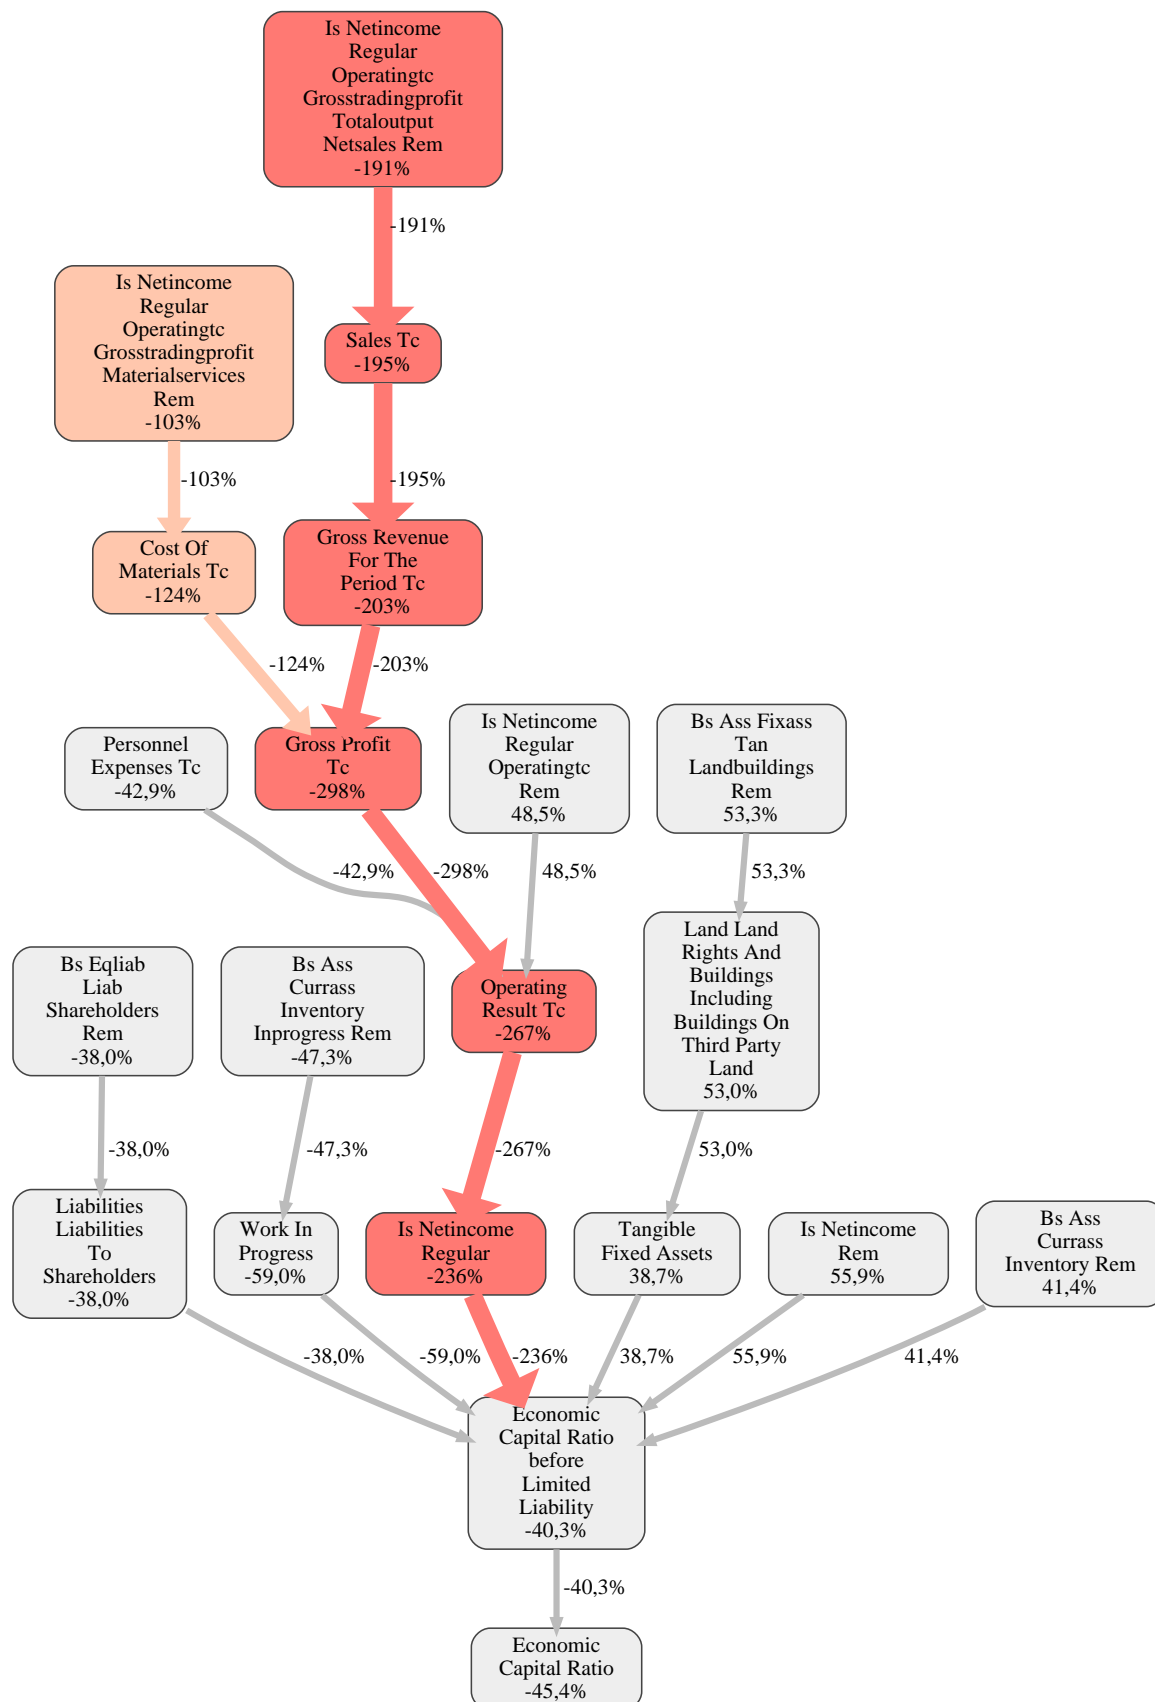 Is Netincome
Regular
Operatingtc
Grosstradingprofit
Totaloutput
Netsales Rem
-191%
-191%
Is Netincome
Regular
Operatingtc
Grosstradingprofit
Materialservices
Rem
-103%
Sales Tc
-195%
-103%
-195%
Cost Of
Materials Tc
-124%
Gross Revenue
For The
Period Tc
-203%
-124%
-203%
Personnel
Expenses Tc
-42,9%
Gross Profit
Tc
-298%
Is Netincome
Regular
Operatingtc
Rem
48,5%
Bs Ass Fixass
Tan
Landbuildings
Rem
53,3%
-42,9%
-298%
48,5%
53,3%
Bs Eqliab
Liab
Shareholders
Rem
-38,0%
Bs Ass
Currass
Inventory
Inprogress Rem
-47,3%
Operating
Result Tc
-267%
Land Land
Rights And
Buildings
Including
Buildings On
Third Party
Land
53,0%
-38,0%
-47,3%
-267%
53,0%
Liabilities
Liabilities
To
Shareholders
-38,0%
Work In
Progress
-59,0%
Is Netincome
Regular
-236%
Tangible
Fixed Assets
38,7%
Is Netincome
Rem
55,9%
Bs Ass
Currass
Inventory Rem
41,4%
-38,0%
-59,0%
-236%
38,7%
55,9%
41,4%
Economic
Capital Ratio
before
Limited
Liability
-40,3%
-40,3%
Economic
Capital Ratio
-45,4%